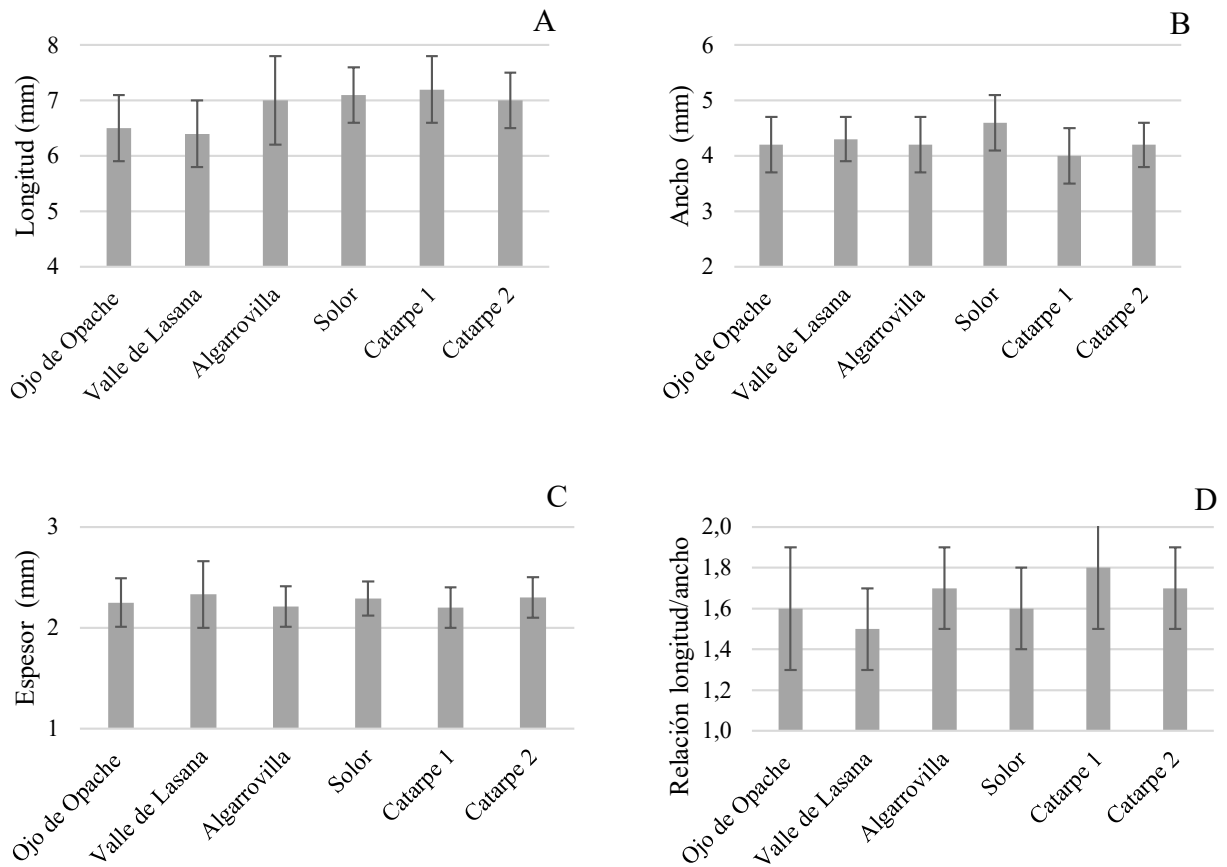 A
Longitud (mm)
8
7
6
5
4
Ojo de Opache
Valle de Lasana
Algarrovilla
Solor
Catarpe 1
Catarpe 2
B
Ancho (mm)
6
5
4
3
2
Ojo de Opache
Valle de Lasana
Algarrovilla
Solor
Catarpe 1
Catarpe 2
C
Espesor (mm)
3
2
1
Ojo de Opache
Valle de Lasana
Algarrovilla
Solor
Catarpe 1
Catarpe 2
D
Relación longitud/ancho
2,0
1,8
1,6
1,4
1,2
1,0
Ojo de Opache
Valle de Lasana
Algarrovilla
Solor
Catarpe 1
Catarpe 2